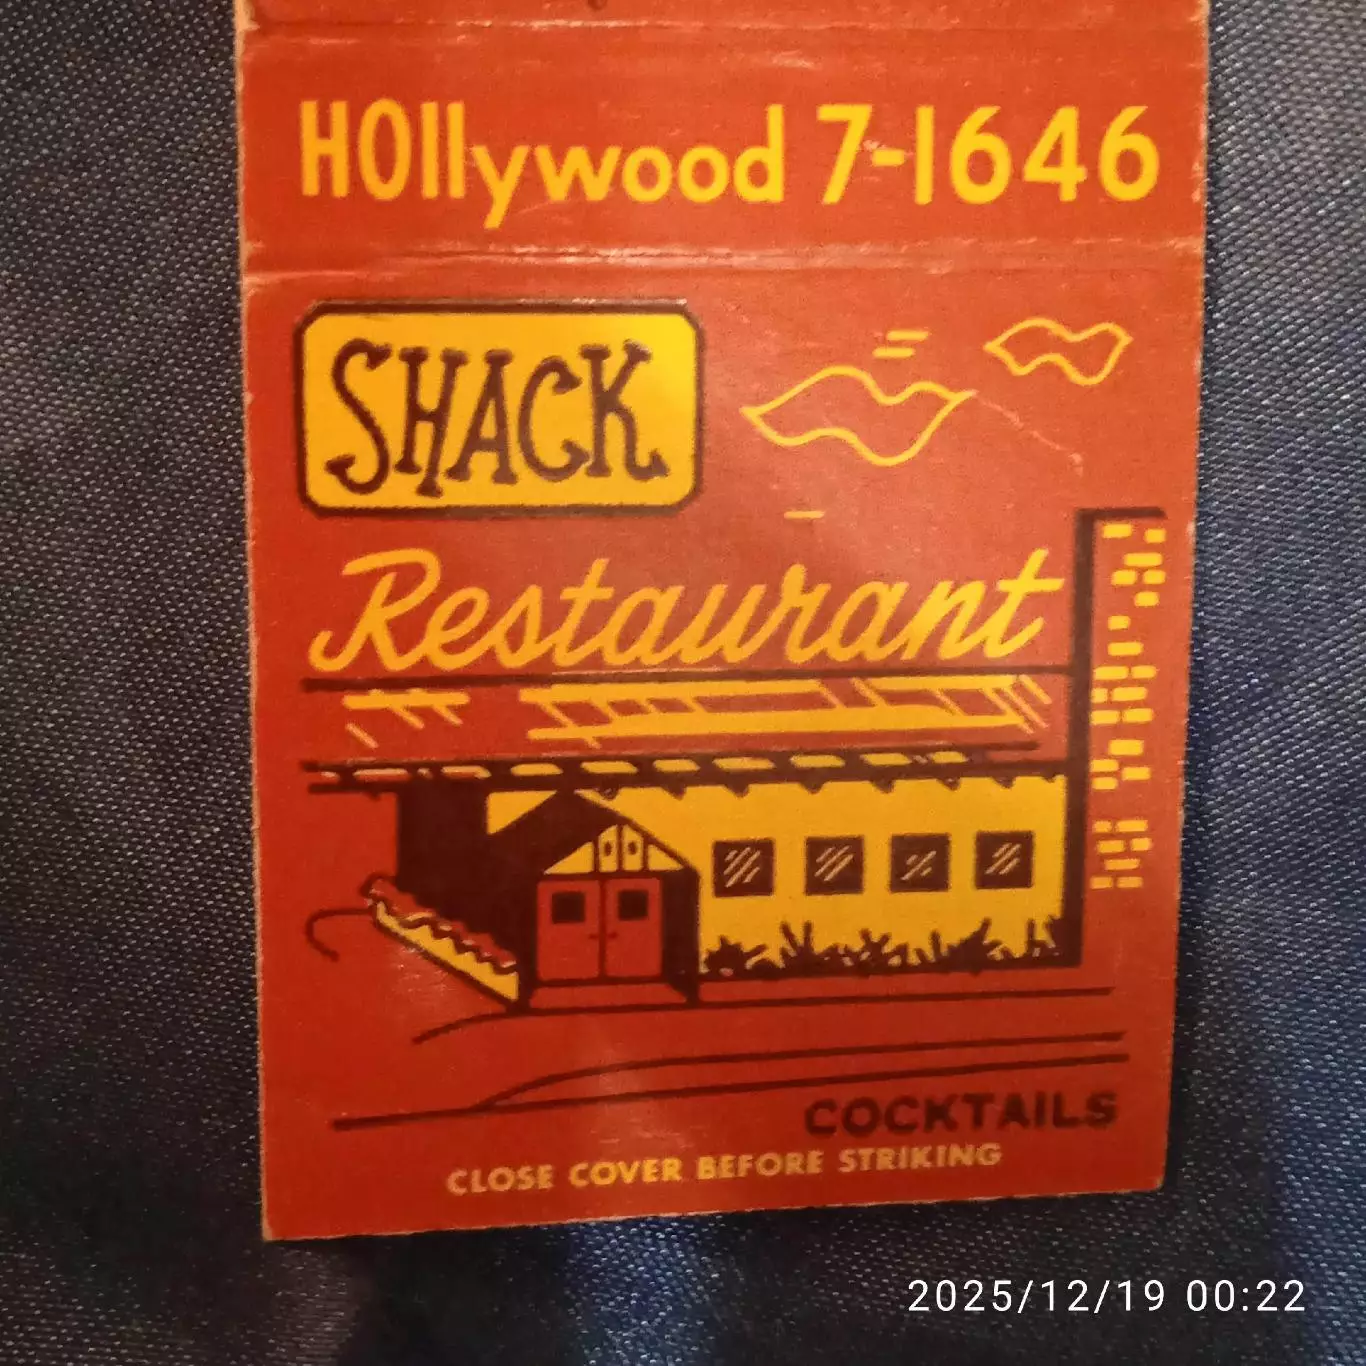 HOllywood 7-1646
SHACK
Restaurant
COCKTAILS
CLOSE COVER BEFORE STRIKING
2025/12/19 00:22